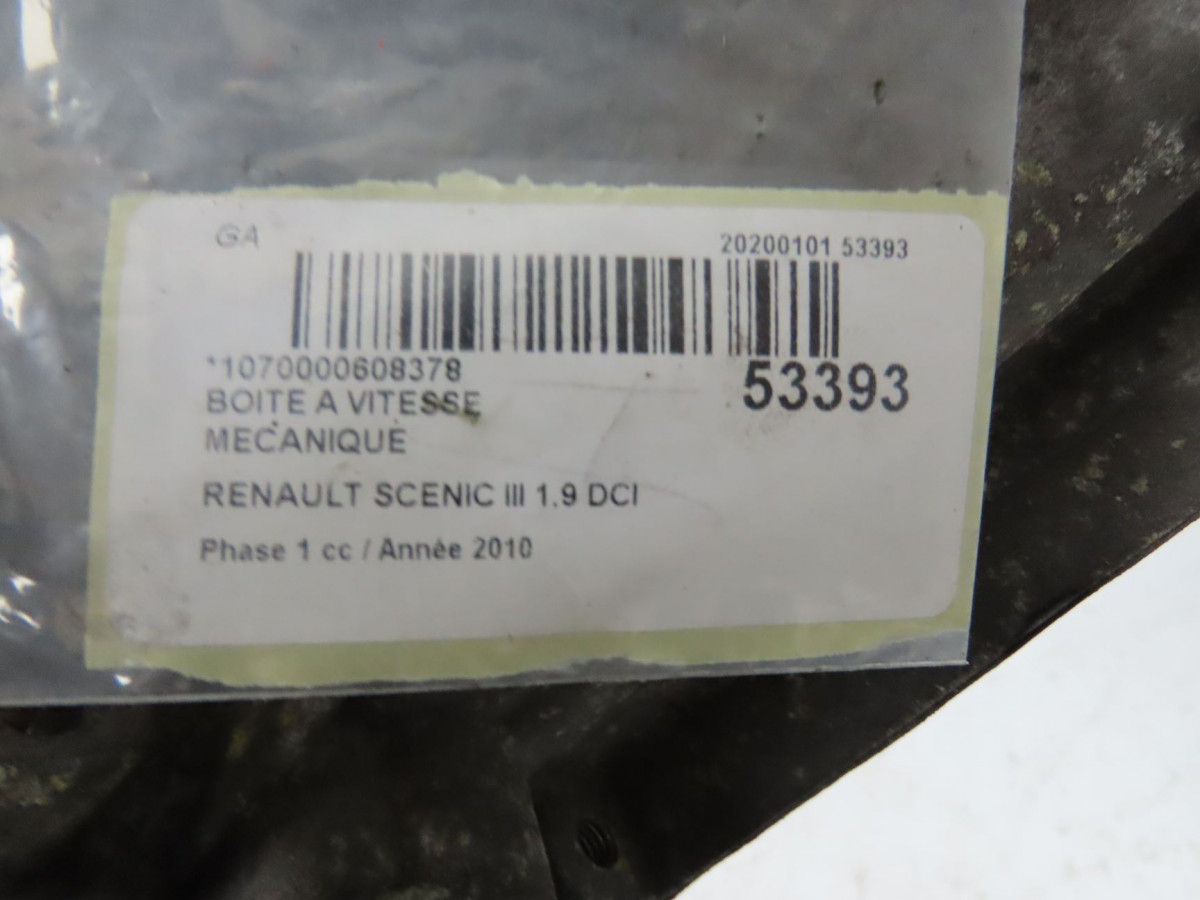 GA
20200101 53393
*1070000608378
53393
BOITE A VITESSE
MECANIQUE
RENAULT SCENIC III 1.9 DCI
Phase 1 cc / Année 2010